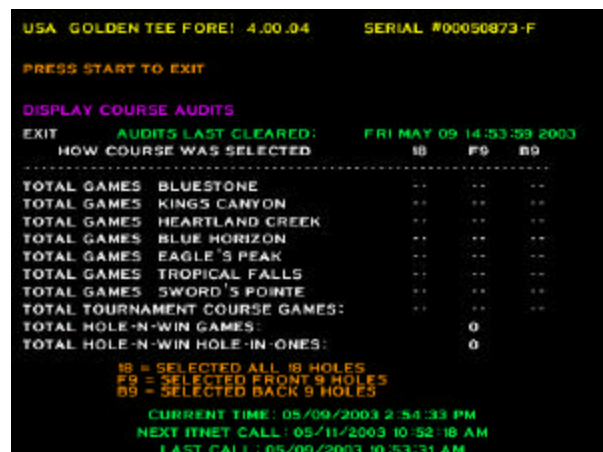 USA GOLDEN TEE FORE! 4.00.04 SERIAL #00050873-F
PRESS START TO EXIT
DISPLAY COURSE AUDITS
EXIT AUDITS LAST CLEARED: FRI MAY 09 14:53:59 2003
HOW COURSE WAS SELECTED 18 F9 B9
TOTAL GAMES BLUESTONE -- -- --
TOTAL GAMES KINGS CANYON -- -- --
TOTAL GAMES HEARTLAND CREEK -- -- --
TOTAL GAMES BLUE HORIZON -- -- --
TOTAL GAMES EAGLE'S PEAK -- -- --
TOTAL GAMES TROPICAL FALLS -- -- --
TOTAL GAMES SWORD'S POINTE -- -- --
TOTAL TOURNAMENT COURSE GAMES: -- -- --
TOTAL HOLE-N-WIN GAMES: 0
TOTAL HOLE-N-WIN HOLE-IN-ONES: 0
18 = SELECTED ALL 18 HOLES
F9 = SELECTED FRONT 9 HOLES
B9 = SELECTED BACK 9 HOLES
CURRENT TIME: 05/09/2003 2:54:33 PM
NEXT ITNET CALL: 05/11/2003 10:52:18 AM
LAST CALL: 05/09/2003 10:53:31 AM